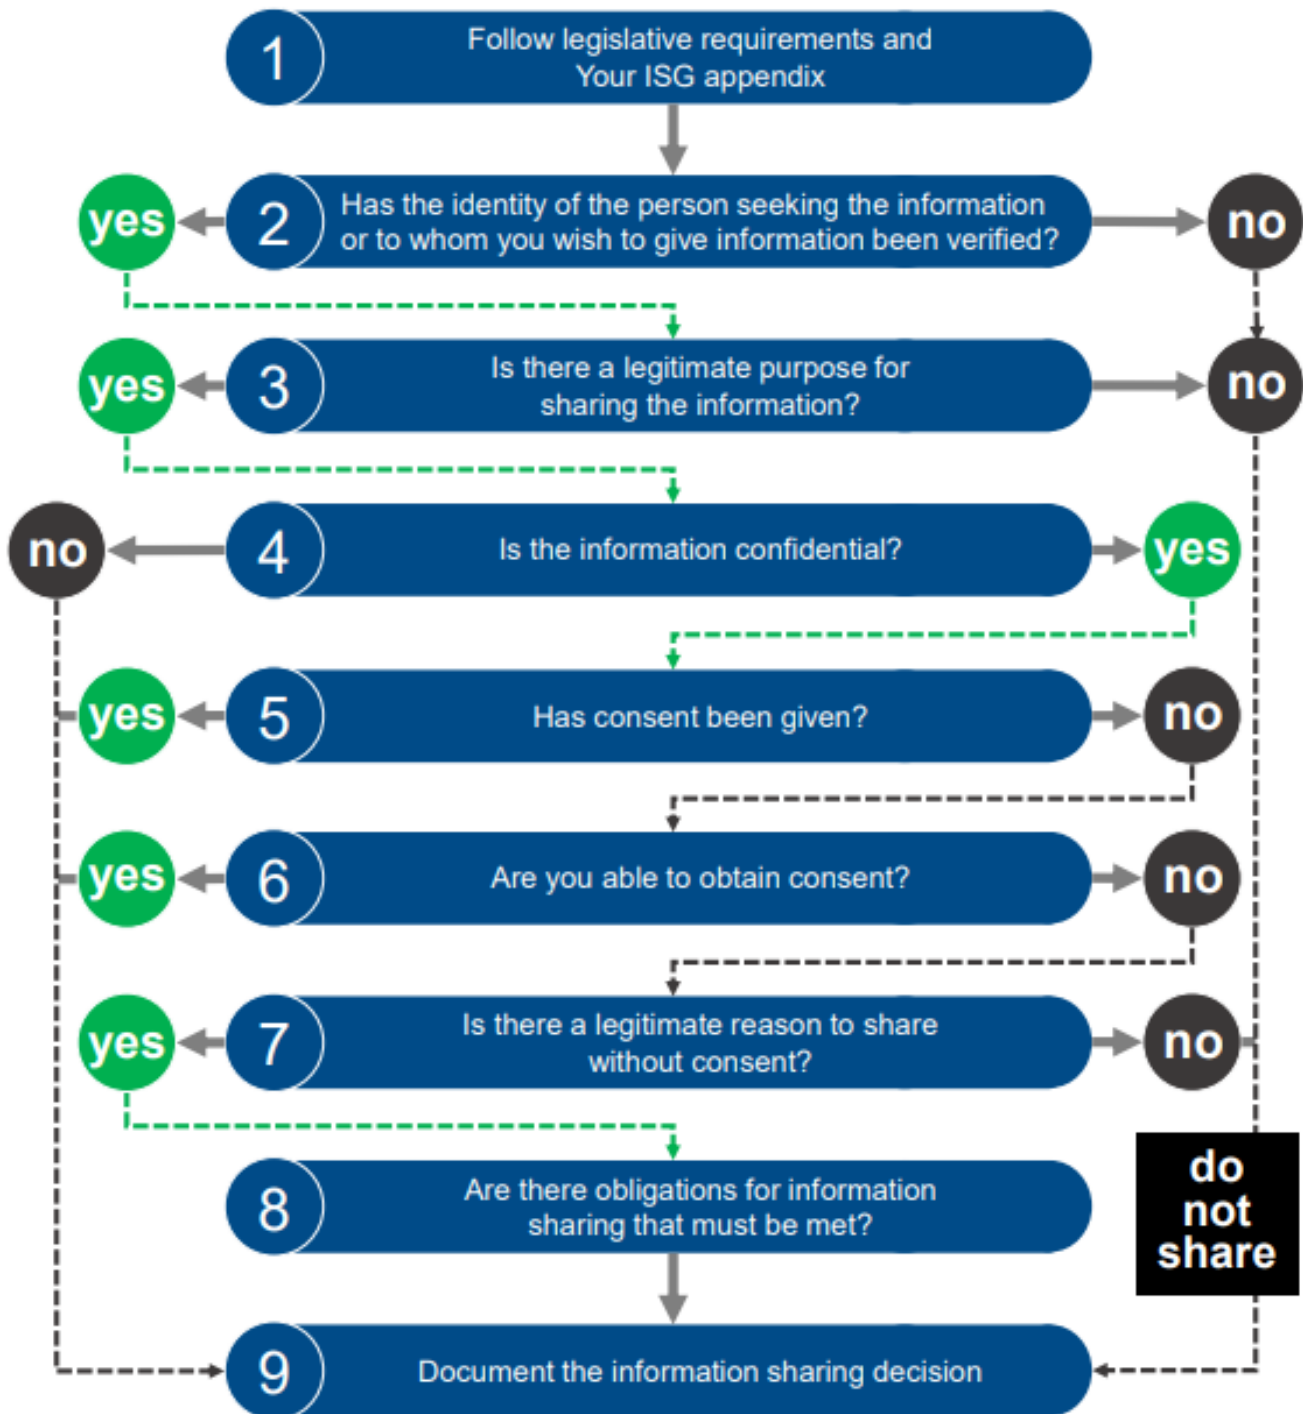 1
Follow legislative requirements and
Your ISG appendix
yes
2
Has the identity of the person seeking the information
or to whom you wish to give information been verified?
no
yes
3
Is there a legitimate purpose for
sharing the information?
no
no
4
Is the information confidential?
yes
yes
5
Has consent been given?
no
yes
6
Are you able to obtain consent?
no
yes
7
Is there a legitimate reason to share
without consent?
no
8
Are there obligations for information
sharing that must be met?
do
not
share
9
Document the information sharing decision